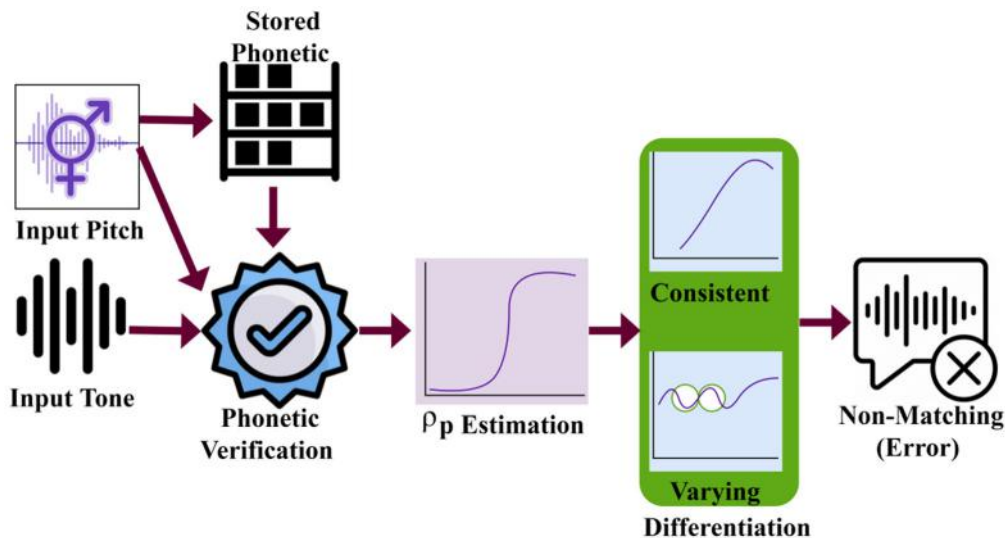 Stored
Phonetic
Input Pitch
Input Tone
Phonetic
Verification
ρp Estimation
Consistent
Varying
Differentiation
Non-Matching
(Error)